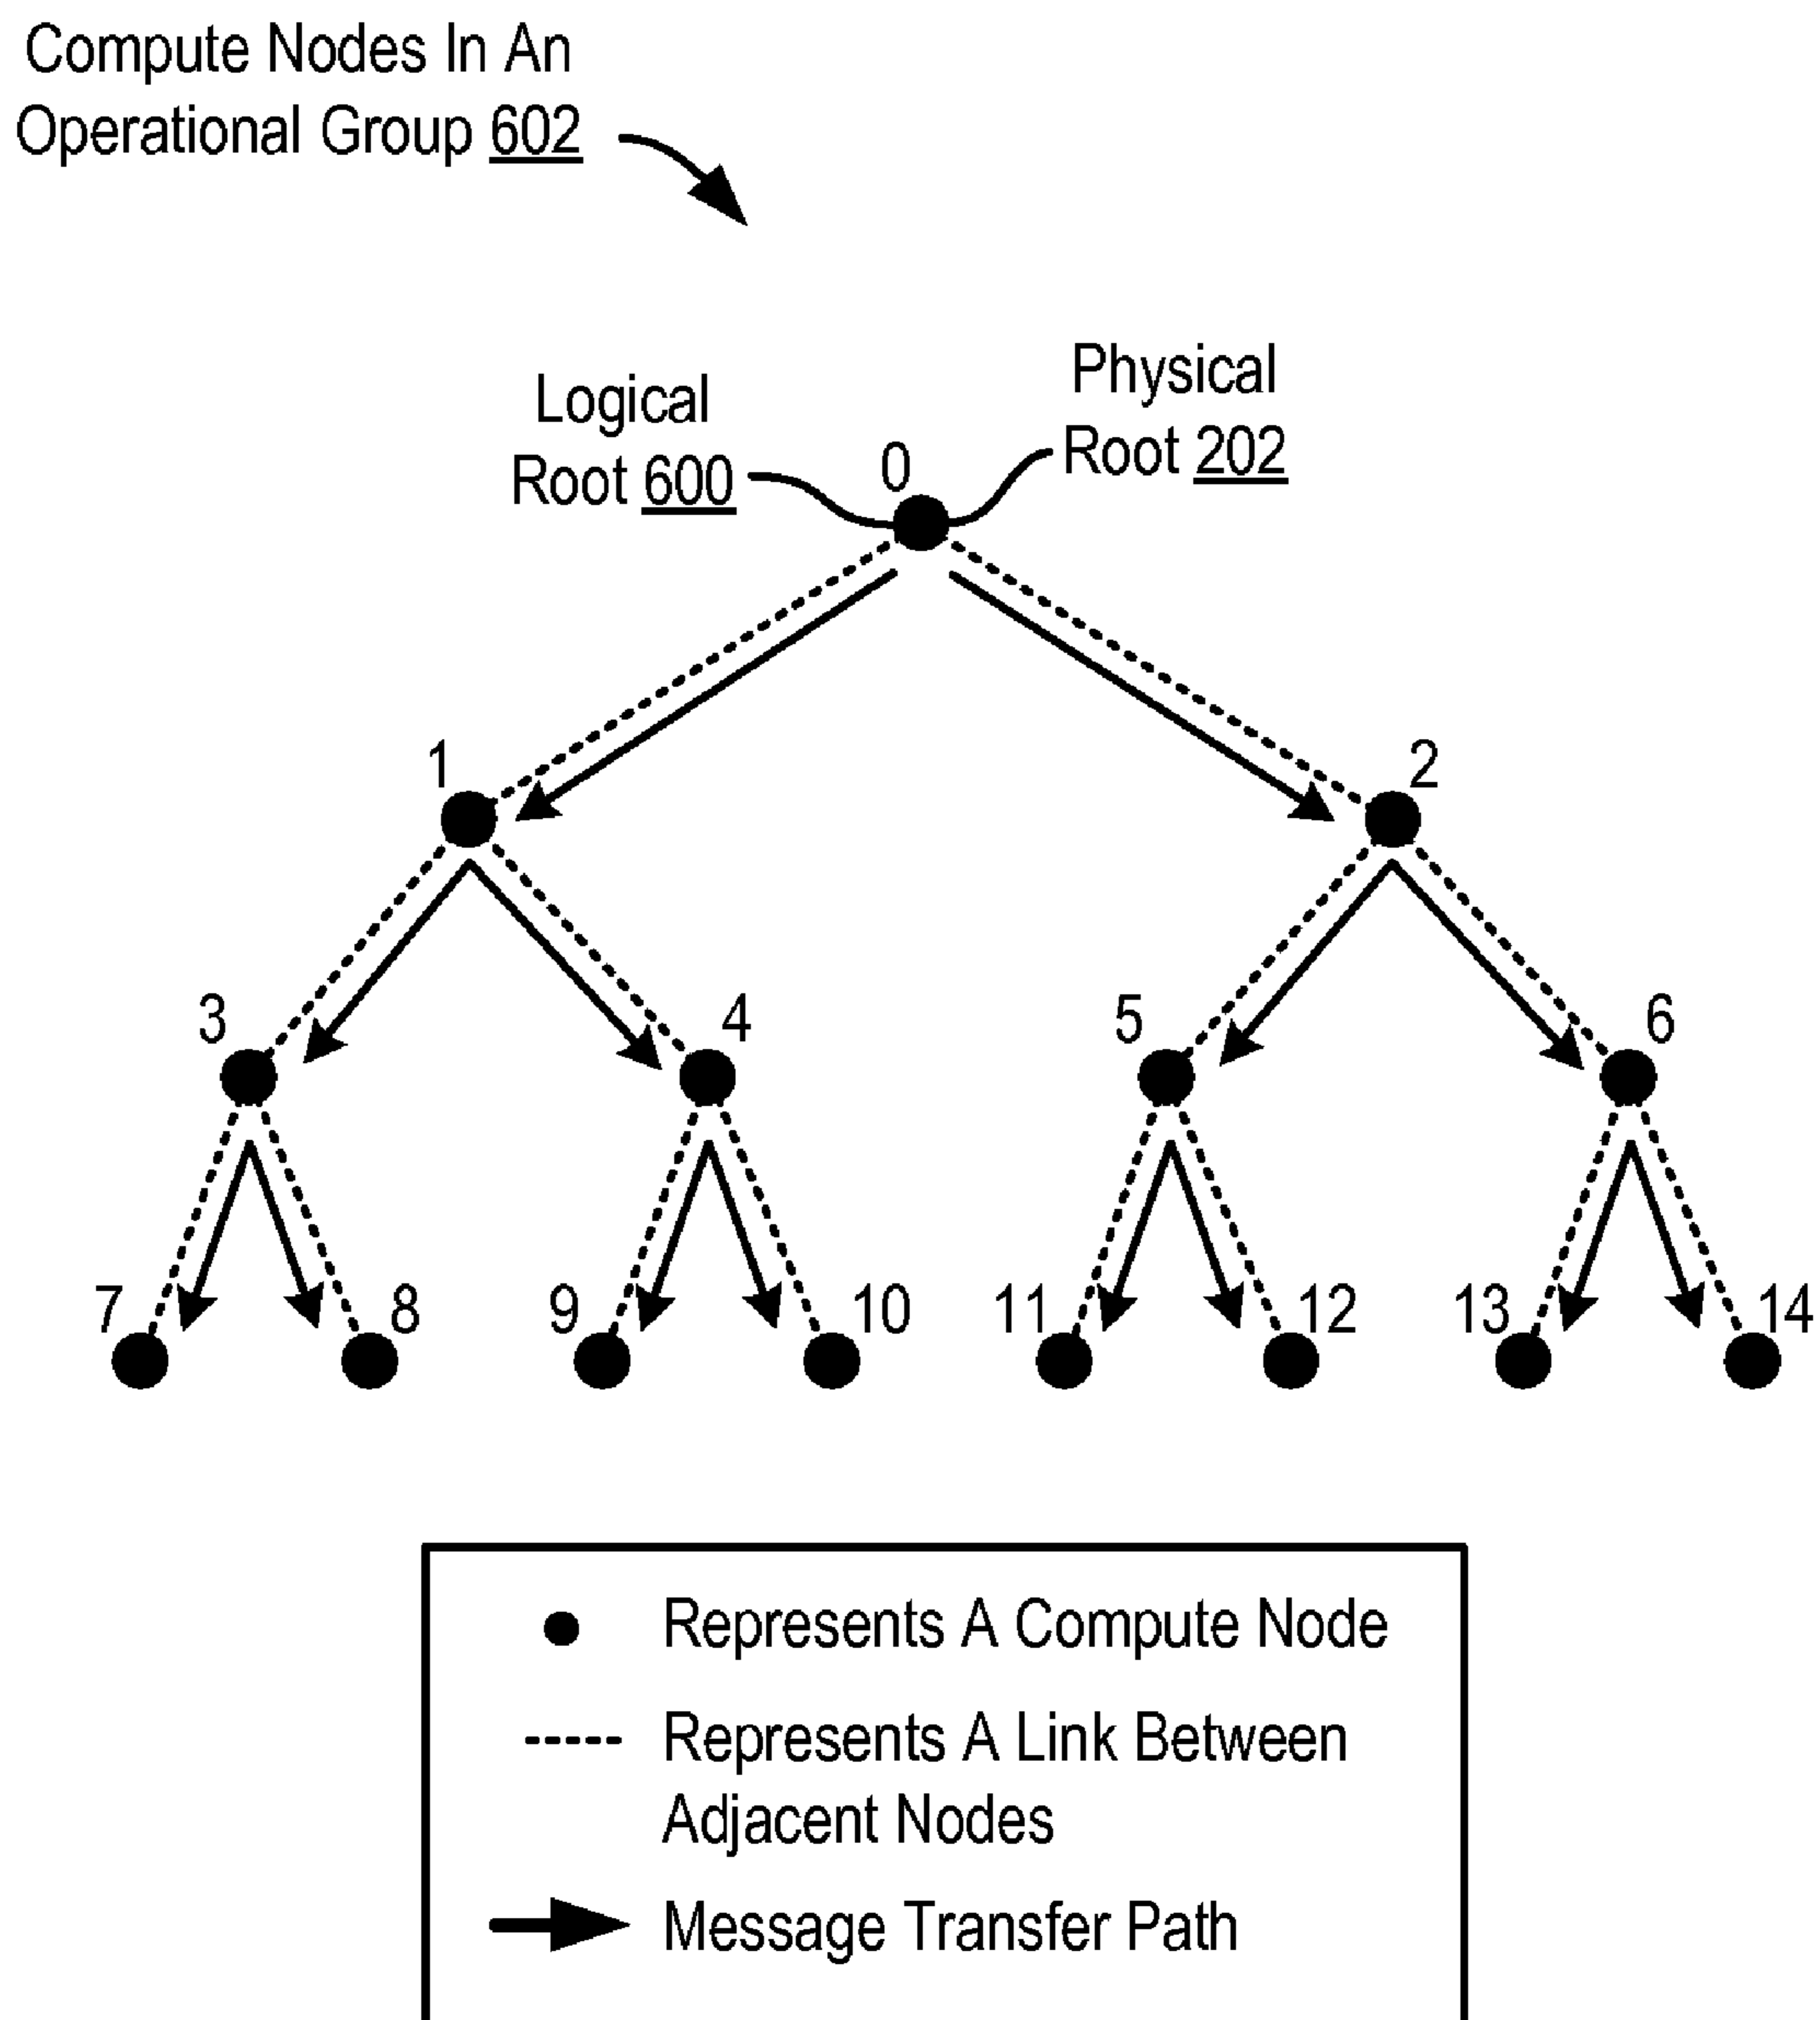 Compute Nodes In An
Operational Group 602
Logical
Root 600
Physical
Root 202
0
1
2
3
4
5
6
7
8
9
10
11
12
13
14
Represents A Compute Node
Represents A Link Between
Adjacent Nodes
Message Transfer Path